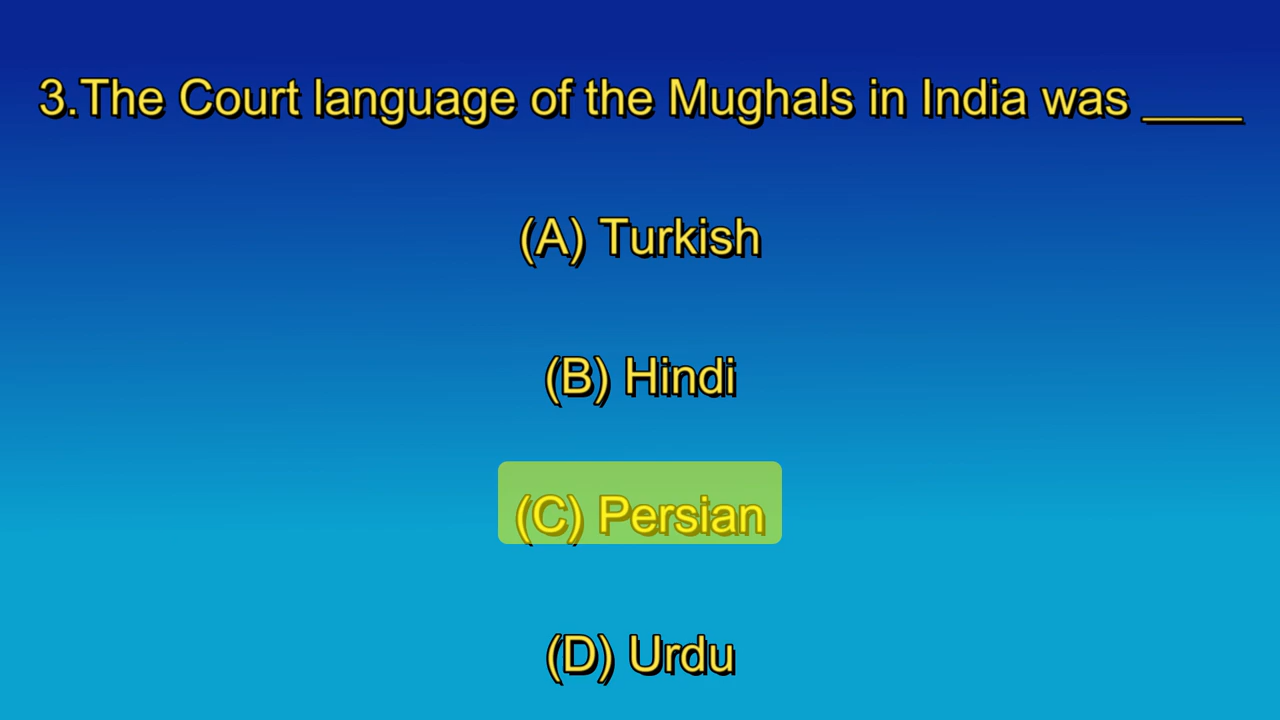 3.The Court language of the Mughals in India was ____
(A) Turkish
(B) Hindi
(C) Persian
(D) Urdu